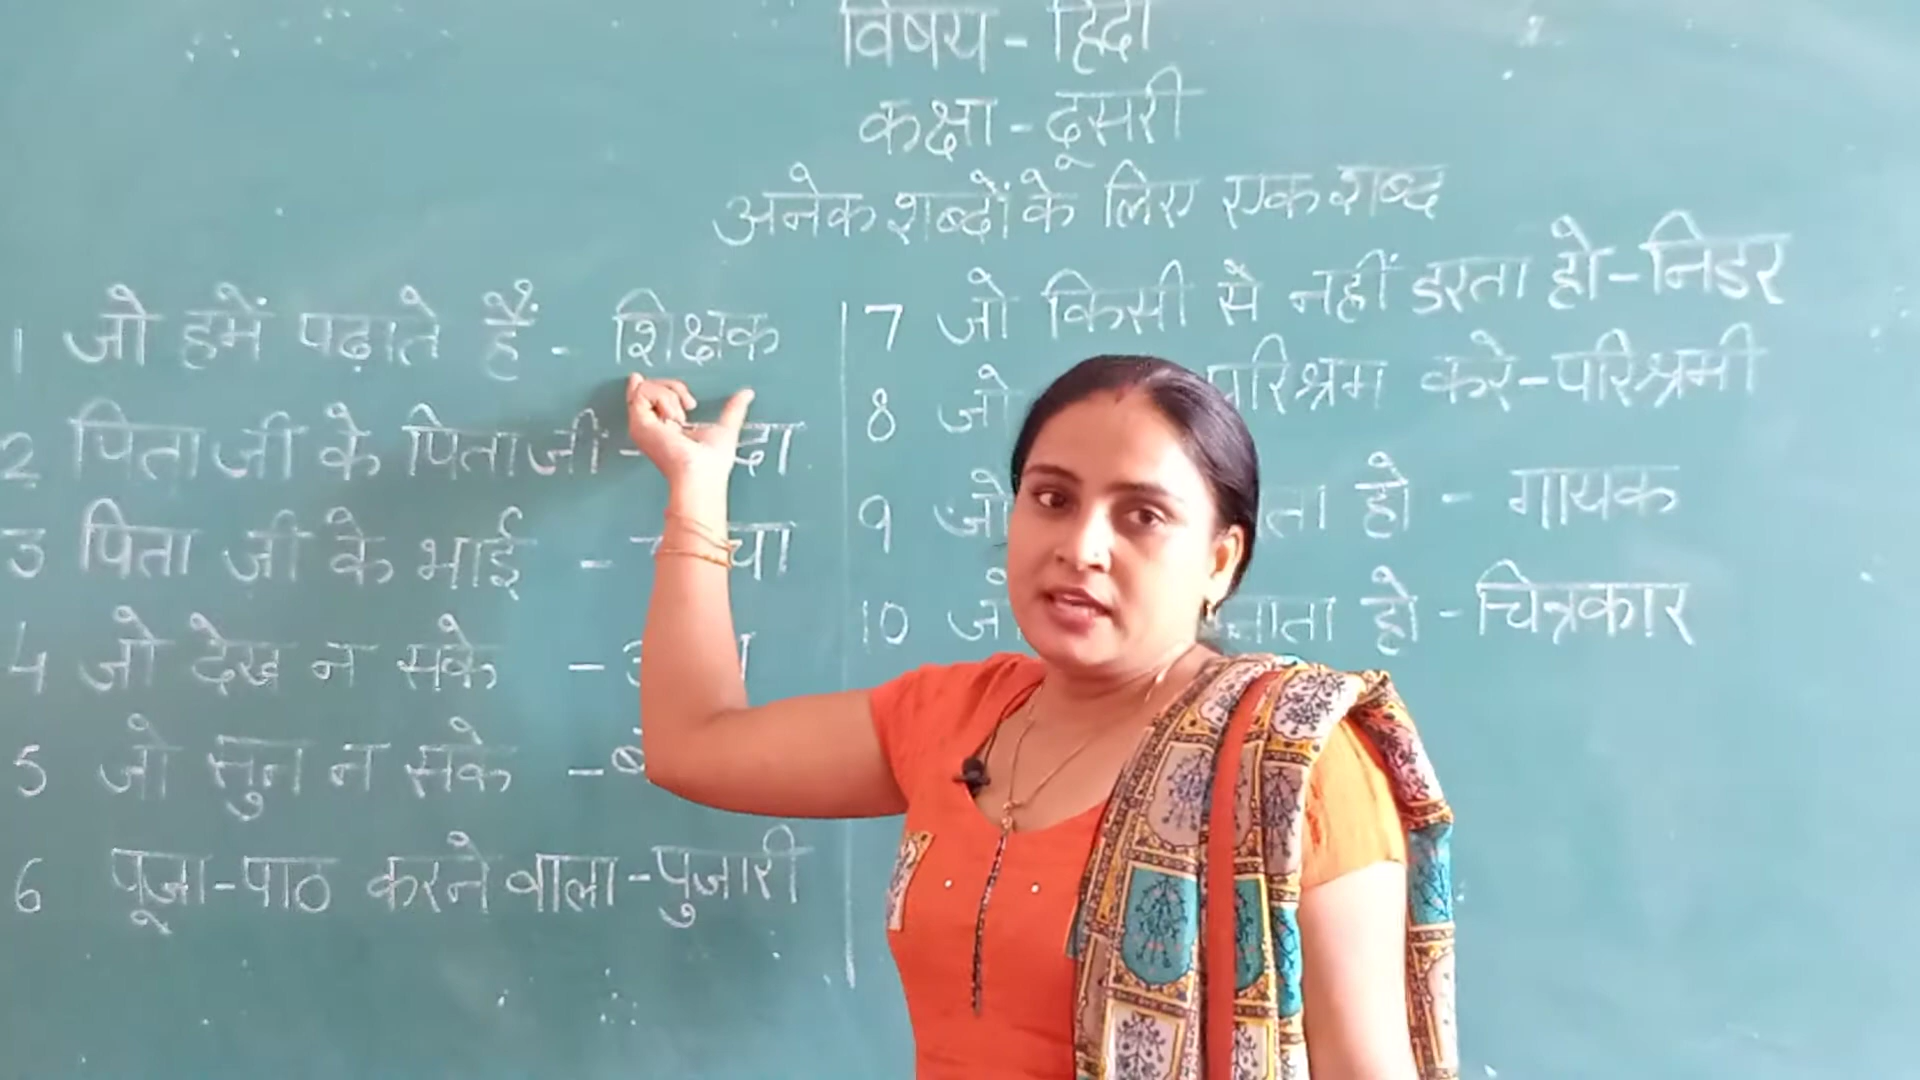 विषय - हिंदी
कक्षा - दूसरी
अनेक शब्दों के लिए एक शब्द
1 जो हमें पढ़ाते हैं - शिक्षक
2 पिताजी के पिताजी -
3 पिता जी के भाई -
4 जो देख न सके -
5 जो सुन न सके -
6 पूजा-पाठ करने वाला - पुजारी
7 जो किसी से नहीं डरता हो - निडर
8 जो परिश्रम करे - परिश्रमी
9 जो हो - गायक
10 हो - चित्रकार